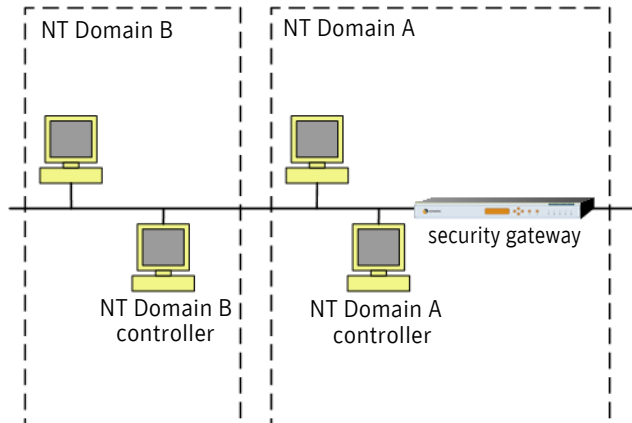 NT Domain B
NT Domain A
security gateway
NT Domain B
controller
NT Domain A
controller